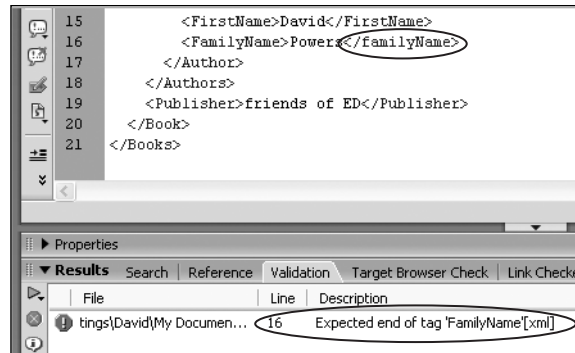 15 <FirstName>David</FirstName>
16 <FamilyName>Powers</familyName>
17 </Author>
18 </Authors>
19 <Publisher>friends of ED</Publisher>
20 </Book>
21 </Books>
Properties
Results Search Reference Validation Target Browser Check Link Checke
File Line Description
tings\David\My Documen... 16 Expected end of tag 'FamilyName'[xml]